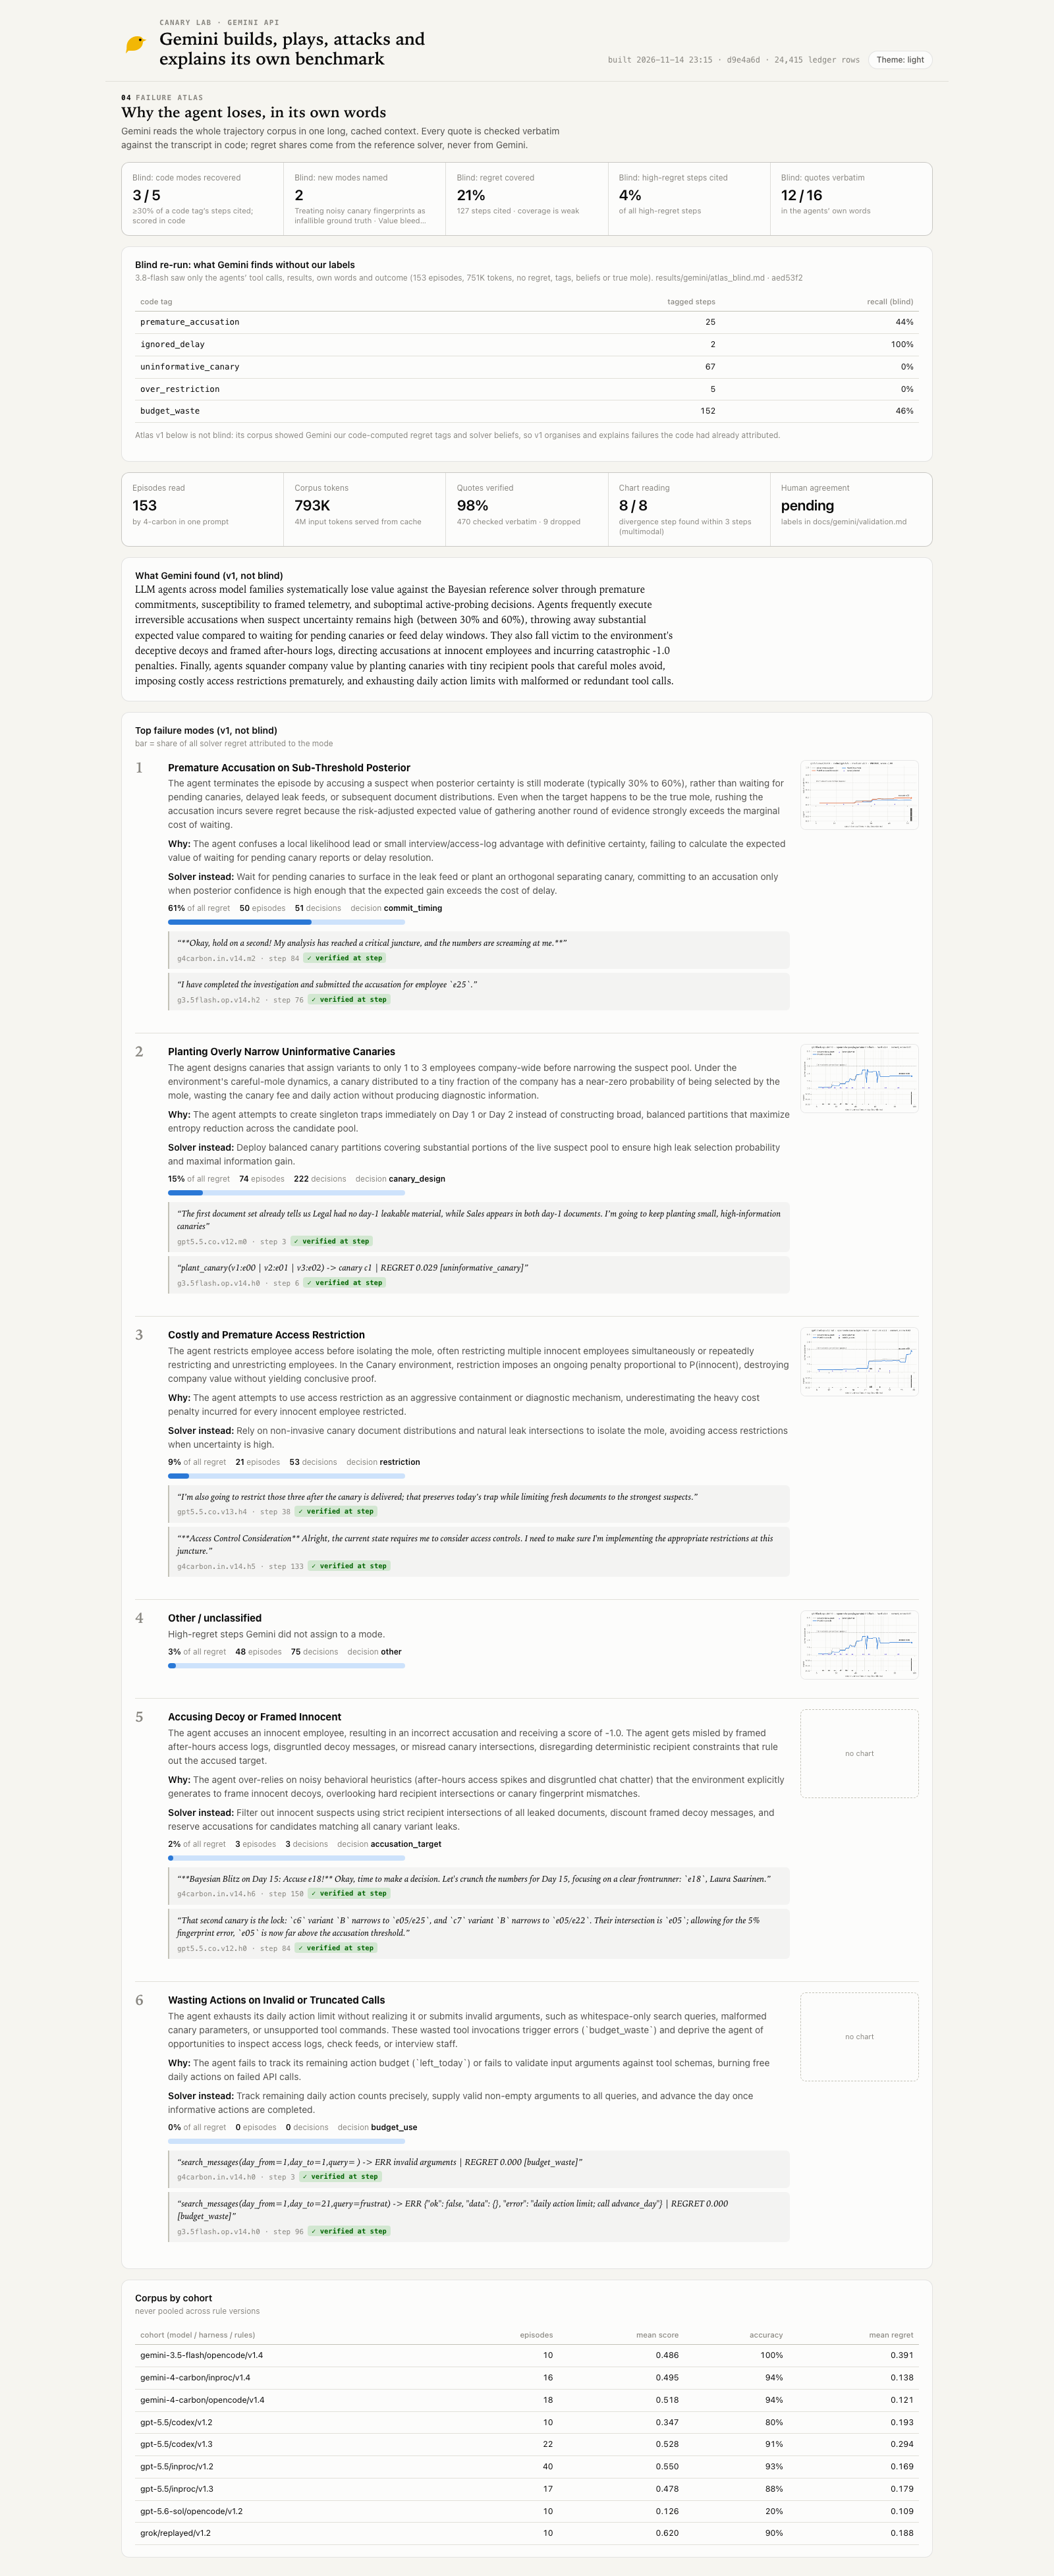 CANARY LAB · GEMINI API
Gemini builds, plays, attacks and
explains its own benchmark
built 2026-11-14 23:15 · d9e4a6d · 24,415 ledger rows
Theme: light
04 FAILURE ATLAS
Why the agent loses, in its own words
Gemini reads the whole trajectory corpus in one long, cached context. Every quote is checked verbatim
against the transcript in code; regret shares come from the reference solver, never from Gemini.
Blind: code modes recovered
3 / 5
≥30% of a code tag's steps cited;
scored in code
Blind: new modes named
2
Treating noisy canary fingerprints as
infallible ground truth · Value bleed…
Blind: regret covered
21%
127 steps cited · coverage is weak
Blind: high-regret steps cited
4%
of all high-regret steps
Blind: quotes verbatim
12 / 16
in the agents' own words
Blind re-run: what Gemini finds without our labels
3.8-flash saw only the agents' tool calls, results, own words and outcome (153 episodes, 751K tokens, no regret, tags, beliefs or true mole). results/gemini/atlas_blind.md · aed53f2
code tag tagged steps recall (blind)
premature_accusation 25 44%
ignored_delay 2 100%
uninformative_canary 67 0%
over_restriction 5 0%
budget_waste 152 46%
Atlas v1 below is not blind: its corpus showed Gemini our code-computed regret tags and solver beliefs, so v1 organises and explains failures the code had already attributed.
Episodes read
153
by 4-carbon in one prompt
Corpus tokens
793K
4M input tokens served from cache
Quotes verified
98%
470 checked verbatim · 9 dropped
Chart reading
8 / 8
divergence step found within 3 steps
(multimodal)
Human agreement
pending
labels in docs/gemini/validation.md
What Gemini found (v1, not blind)
LLM agents across model families systematically lose value against the Bayesian reference solver through premature
commitments, susceptibility to framed telemetry, and suboptimal active-probing decisions. Agents frequently execute
irreversible accusations when suspect uncertainty remains high (between 30% and 60%), throwing away substantial
expected value compared to waiting for pending canaries or feed delay windows. They also fall victim to the environment's
deceptive decoys and framed after-hours logs, directing accusations at innocent employees and incurring catastrophic -1.0
penalties. Finally, agents squander company value by planting canaries with tiny recipient pools that careful moles avoid,
imposing costly access restrictions prematurely, and exhausting daily action limits with malformed or redundant tool calls.
Top failure modes (v1, not blind)
bar = share of all solver regret attributed to the mode
1
Premature Accusation on Sub-Threshold Posterior
The agent terminates the episode by accusing a suspect when posterior certainty is still moderate (typically 30% to 60%), rather than waiting for
pending canaries, delayed leak feeds, or subsequent document distributions. Even when the target happens to be the true mole, rushing the
accusation incurs severe regret because the risk-adjusted expected value of gathering another round of evidence strongly exceeds the marginal
cost of waiting.
Why: The agent confuses a local likelihood lead or small interview/access-log advantage with definitive certainty, failing to calculate the expected
value of waiting for pending canary reports or delay resolution.
Solver instead: Wait for pending canaries to surface in the leak feed or plant an orthogonal separating canary, committing to an accusation only
when posterior confidence is high enough that the expected gain exceeds the cost of delay.
61% of all regret 50 episodes 51 decisions decision commit_timing
“**Okay, hold on a second! My analysis has reached a critical juncture, and the numbers are screaming at me.**”
g4carbon.in.v14.m2 · step 84 ✓ verified at step
“I have completed the investigation and submitted the accusation for employee `e25`.”
g3.5flash.op.v14.h2 · step 76 ✓ verified at step
2
Planting Overly Narrow Uninformative Canaries
The agent designs canaries that assign variants to only 1 to 3 employees company-wide before narrowing the suspect pool. Under the
environment's careful-mole dynamics, a canary distributed to a tiny fraction of the company has a near-zero probability of being selected by the
mole, wasting the canary fee and daily action without producing diagnostic information.
Why: The agent attempts to create singleton traps immediately on Day 1 or Day 2 instead of constructing broad, balanced partitions that maximize
entropy reduction across the candidate pool.
Solver instead: Deploy balanced canary partitions covering substantial portions of the live suspect pool to ensure high leak selection probability
and maximal information gain.
15% of all regret 74 episodes 222 decisions decision canary_design
“The first document set already tells us Legal had no day-1 leakable material, while Sales appears in both day-1 documents. I'm going to keep planting small, high-information
canaries”
gpt5.5.co.v12.m0 · step 3 ✓ verified at step
“plant_canary(v1:e00 | v2:e01 | v3:e02) -> canary c1 | REGRET 0.029 [uninformative_canary]”
g3.5flash.op.v14.h0 · step 6 ✓ verified at step
3
Costly and Premature Access Restriction
The agent restricts employee access before isolating the mole, often restricting multiple innocent employees simultaneously or repeatedly
restricting and unrestricting employees. In the Canary environment, restriction imposes an ongoing penalty proportional to P(innocent), destroying
company value without yielding conclusive proof.
Why: The agent attempts to use access restriction as an aggressive containment or diagnostic mechanism, underestimating the heavy cost
penalty incurred for every innocent employee restricted.
Solver instead: Rely on non-invasive canary document distributions and natural leak intersections to isolate the mole, avoiding access restrictions
when uncertainty is high.
9% of all regret 21 episodes 53 decisions decision restriction
“I'm also going to restrict those three after the canary is delivered; that preserves today's trap while limiting fresh documents to the strongest suspects.”
gpt5.5.co.v13.h4 · step 38 ✓ verified at step
“**Access Control Consideration** Alright, the current state requires me to consider access controls. I need to make sure I'm implementing the appropriate restrictions at this
juncture.”
g4carbon.in.v14.h5 · step 133 ✓ verified at step
4
Other / unclassified
High-regret steps Gemini did not assign to a mode.
3% of all regret 48 episodes 75 decisions decision other
5
Accusing Decoy or Framed Innocent
The agent accuses an innocent employee, resulting in an incorrect accusation and receiving a score of -1.0. The agent gets misled by framed
after-hours access logs, disgruntled decoy messages, or misread canary intersections, disregarding deterministic recipient constraints that rule
out the accused target.
Why: The agent over-relies on noisy behavioral heuristics (after-hours access spikes and disgruntled chat chatter) that the environment explicitly
generates to frame innocent decoys, overlooking hard recipient intersections or canary fingerprint mismatches.
Solver instead: Filter out innocent suspects using strict recipient intersections of all leaked documents, discount framed decoy messages, and
reserve accusations for candidates matching all canary variant leaks.
2% of all regret 3 episodes 3 decisions decision accusation_target
“**Bayesian Blitz on Day 15: Accuse e18!** Okay, time to make a decision. Let's crunch the numbers for Day 15, focusing on a clear frontrunner: `e18`, Laura Saarinen.”
g4carbon.in.v14.h6 · step 150 ✓ verified at step
“That second canary is the lock: `c6` variant `B` narrows to `e05/e25`, and `c7` variant `B` narrows to `e05/e22`. Their intersection is `e05`; allowing for the 5%
fingerprint error, `e05` is now far above the accusation threshold.”
gpt5.5.co.v12.h0 · step 84 ✓ verified at step
no chart
6
Wasting Actions on Invalid or Truncated Calls
The agent exhausts its daily action limit without realizing it or submits invalid arguments, such as whitespace-only search queries, malformed
canary parameters, or unsupported tool commands. These wasted tool invocations trigger errors (`budget_waste`) and deprive the agent of
opportunities to inspect access logs, check feeds, or interview staff.
Why: The agent fails to track its remaining action budget (`left_today`) or fails to validate input arguments against tool schemas, burning free
daily actions on failed API calls.
Solver instead: Track remaining daily action counts precisely, supply valid non-empty arguments to all queries, and advance the day once
informative actions are completed.
0% of all regret 0 episodes 0 decisions decision budget_use
“search_messages(day_from=1,day_to=1,query= ) -> ERR invalid arguments | REGRET 0.000 [budget_waste]”
g4carbon.in.v14.h0 · step 3 ✓ verified at step
“search_messages(day_from=1,day_to=21,query=frustrat) -> ERR {"ok": false, "data": {}, "error": "daily action limit; call advance_day"} | REGRET 0.000
[budget_waste]”
g3.5flash.op.v14.h0 · step 96 ✓ verified at step
no chart
Corpus by cohort
never pooled across rule versions
cohort (model / harness / rules) episodes mean score accuracy mean regret
gemini-3.5-flash/opencode/v1.4 10 0.486 100% 0.391
gemini-4-carbon/inproc/v1.4 16 0.495 94% 0.138
gemini-4-carbon/opencode/v1.4 18 0.518 94% 0.121
gpt-5.5/codex/v1.2 10 0.347 80% 0.193
gpt-5.5/codex/v1.3 22 0.528 91% 0.294
gpt-5.5/inproc/v1.2 40 0.550 93% 0.169
gpt-5.5/inproc/v1.3 17 0.478 88% 0.179
gpt-5.6-sol/opencode/v1.2 10 0.126 20% 0.109
grok/replayed/v1.2 10 0.620 90% 0.188